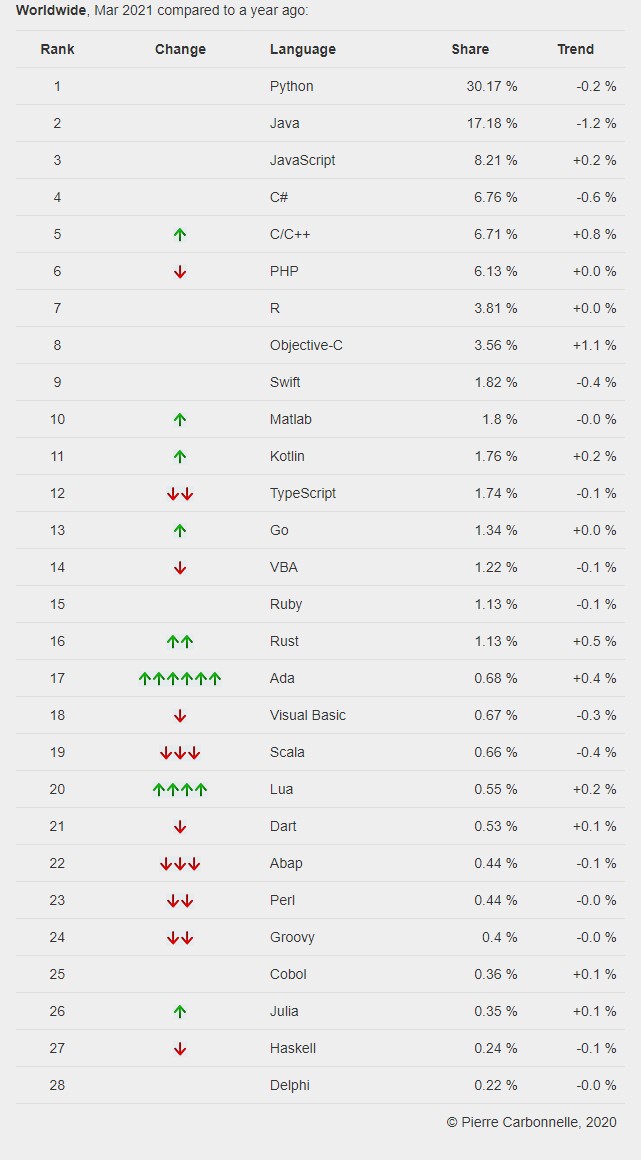 Worldwide, Mar 2021 compared to a year ago:
Rank Change Language Share Trend
1 Python 30.17 % -0.2 %
2 Java 17.18 % -1.2 %
3 JavaScript 8.21 % +0.2 %
4 C# 6.76 % -0.6 %
5 ↑ C/C++ 6.71 % +0.8 %
6 ↓ PHP 6.13 % +0.0 %
7 R 3.81 % +0.0 %
8 Objective-C 3.56 % +1.1 %
9 Swift 1.82 % -0.4 %
10 ↑ Matlab 1.8 % -0.0 %
11 ↑ Kotlin 1.76 % +0.2 %
12 ↓↓ TypeScript 1.74 % -0.1 %
13 ↑ Go 1.34 % +0.0 %
14 ↓ VBA 1.22 % -0.1 %
15 Ruby 1.13 % -0.1 %
16 ↑↑ Rust 1.13 % +0.5 %
17 ↑↑↑↑↑↑ Ada 0.68 % +0.4 %
18 ↓ Visual Basic 0.67 % -0.3 %
19 ↓↓↓ Scala 0.66 % -0.4 %
20 ↑↑↑↑ Lua 0.55 % +0.2 %
21 ↓ Dart 0.53 % +0.1 %
22 ↓↓↓ Abap 0.44 % -0.1 %
23 ↓↓ Perl 0.44 % -0.0 %
24 ↓↓ Groovy 0.4 % -0.0 %
25 Cobol 0.36 % +0.1 %
26 ↑ Julia 0.35 % +0.1 %
27 ↓ Haskell 0.24 % -0.1 %
28 Delphi 0.22 % -0.0 %
© Pierre Carbonnelle, 2020